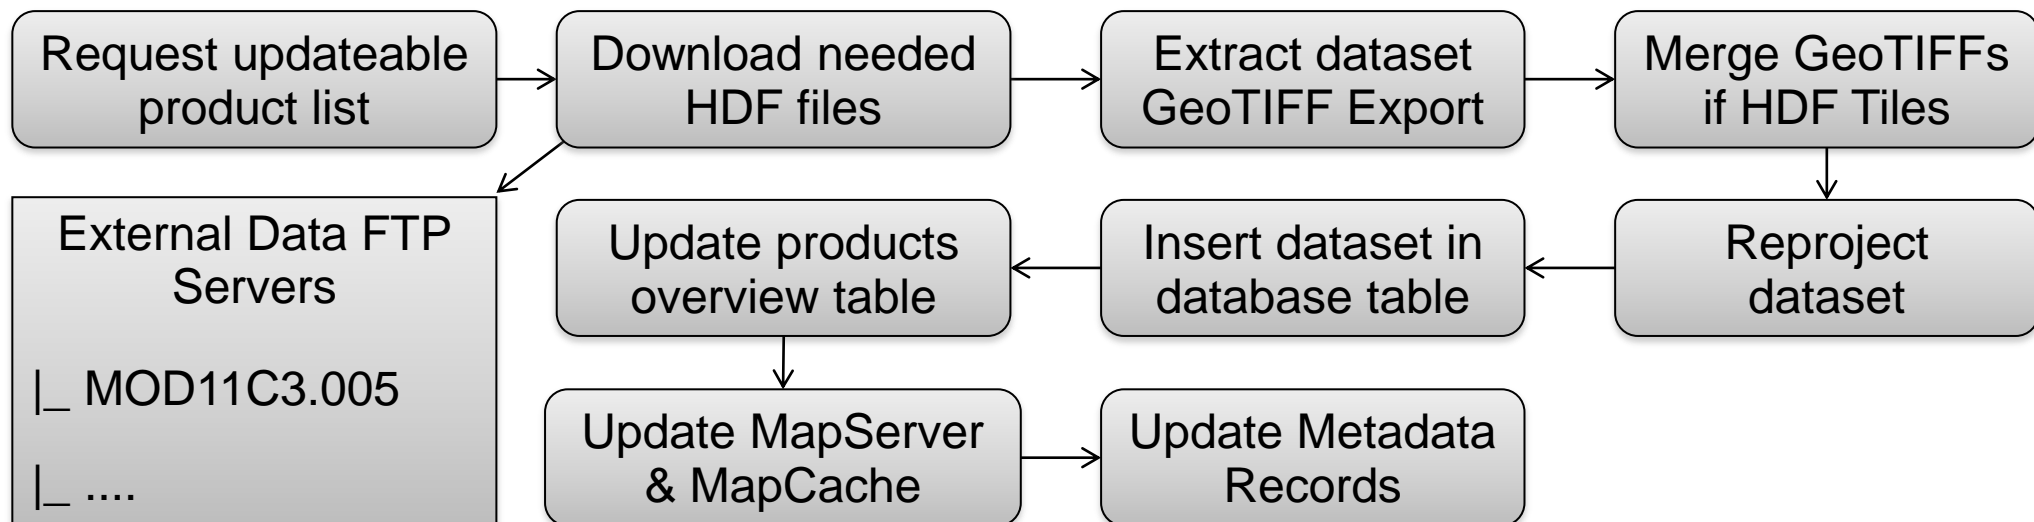 Request updateable
product list
Download needed
HDF files
Extract dataset
GeoTIFF Export
Merge GeoTIFFs
if HDF Tiles
External Data FTP
Servers
|_ MOD11C3.005
|_ ....
Update products
overview table
Insert dataset in
database table
Reproject
dataset
Update MapServer
& MapCache
Update Metadata
Records